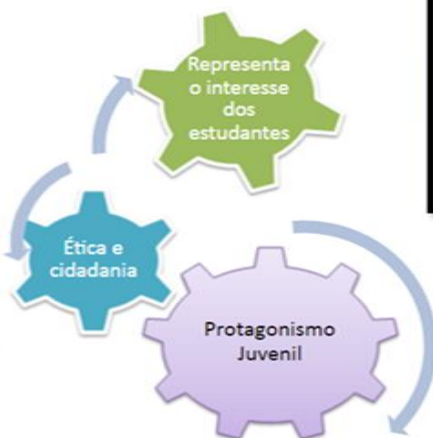 Representa
o interesse
dos
estudantes
Ética e
cidadania
Protagonismo
Juvenil